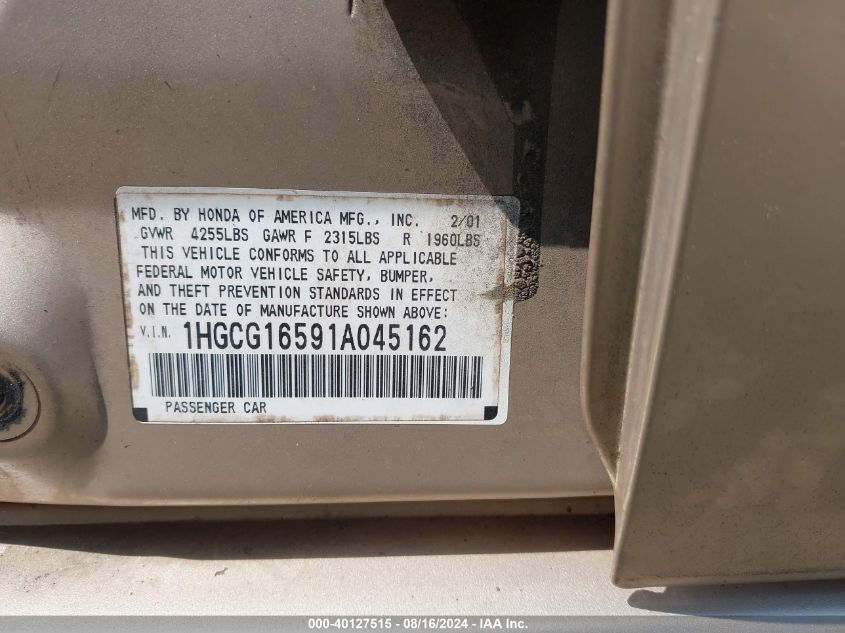 MFD. BY HONDA OF AMERICA MFG., INC. 2/01
GVWR 4255LBS GAWR F 2315LBS R 1960LBS
THIS VEHICLE CONFORMS TO ALL APPLICABLE
FEDERAL MOTOR VEHICLE SAFETY, BUMPER,
AND THEFT PREVENTION STANDARDS IN EFFECT
ON THE DATE OF MANUFACTURE SHOWN ABOVE:
V.I.N. 1HGCG16591A045162
PASSENGER CAR
000-40127515 - 08/16/2024 - IAA Inc.